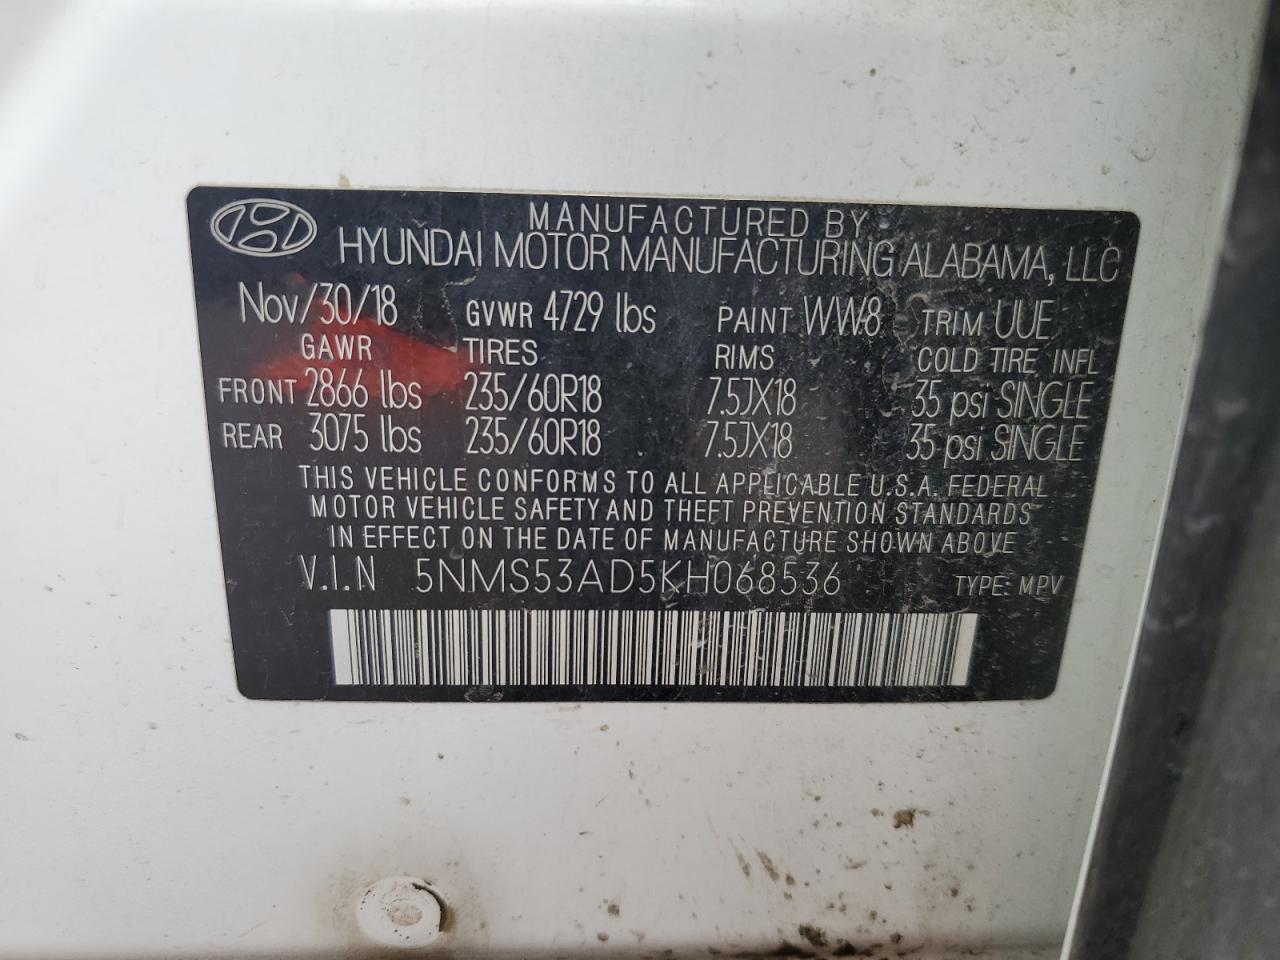 MANUFACTURED BY
HYUNDAI MOTOR MANUFACTURING ALABAMA, LLC
Nov/30/18 GVWR 4729 lbs PAINT WW8 TRIM UUE
GAWR TIRES RIMS COLD TIRE INFL
FRONT 2866 lbs 235/60R18 7.5JX18 35 psi SINGLE
REAR 3075 lbs 235/60R18 7.5JX18 35 psi SINGLE
THIS VEHICLE CONFORMS TO ALL APPLICABLE U.S.A. FEDERAL
MOTOR VEHICLE SAFETY AND THEFT PREVENTION STANDARDS
IN EFFECT ON THE DATE OF MANUFACTURE SHOWN ABOVE
V.I.N 5NMS53AD5KH068536 TYPE: MPV